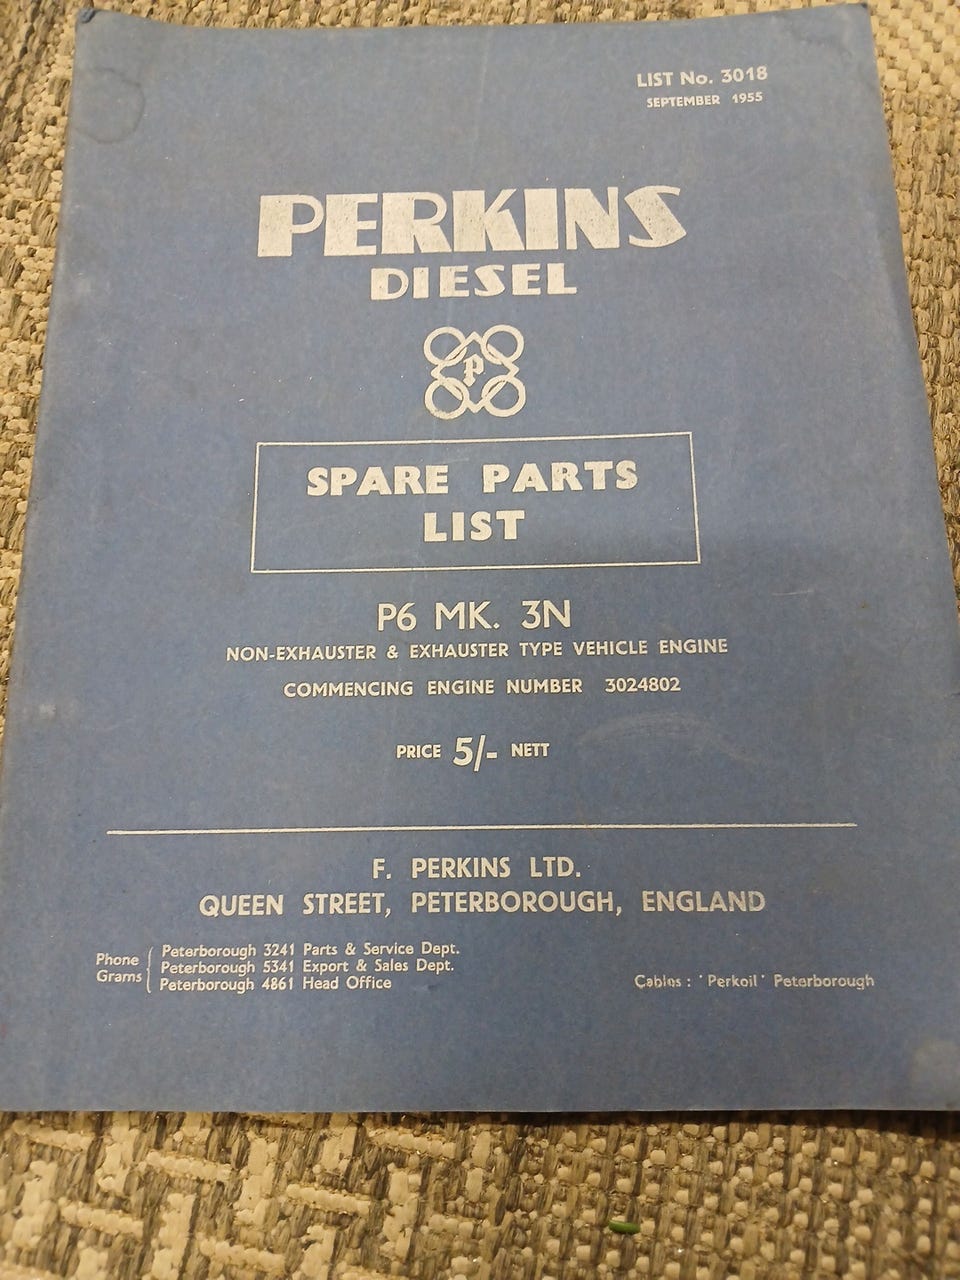 LIST No. 3018
SEPTEMBER 1955
PERKINS
DIESEL
P
SPARE PARTS
LIST
P6 MK. 3N
NON-EXHAUSTER & EXHAUSTER TYPE VEHICLE ENGINE
COMMENCING ENGINE NUMBER 3024802
PRICE 5/- NETT
F. PERKINS LTD.
QUEEN STREET, PETERBOROUGH, ENGLAND
Phone
Grams
Peterborough 3241 Parts & Service Dept.
Peterborough 5341 Export & Sales Dept.
Peterborough 4861 Head Office
Cables : 'Perkoil' Peterborough